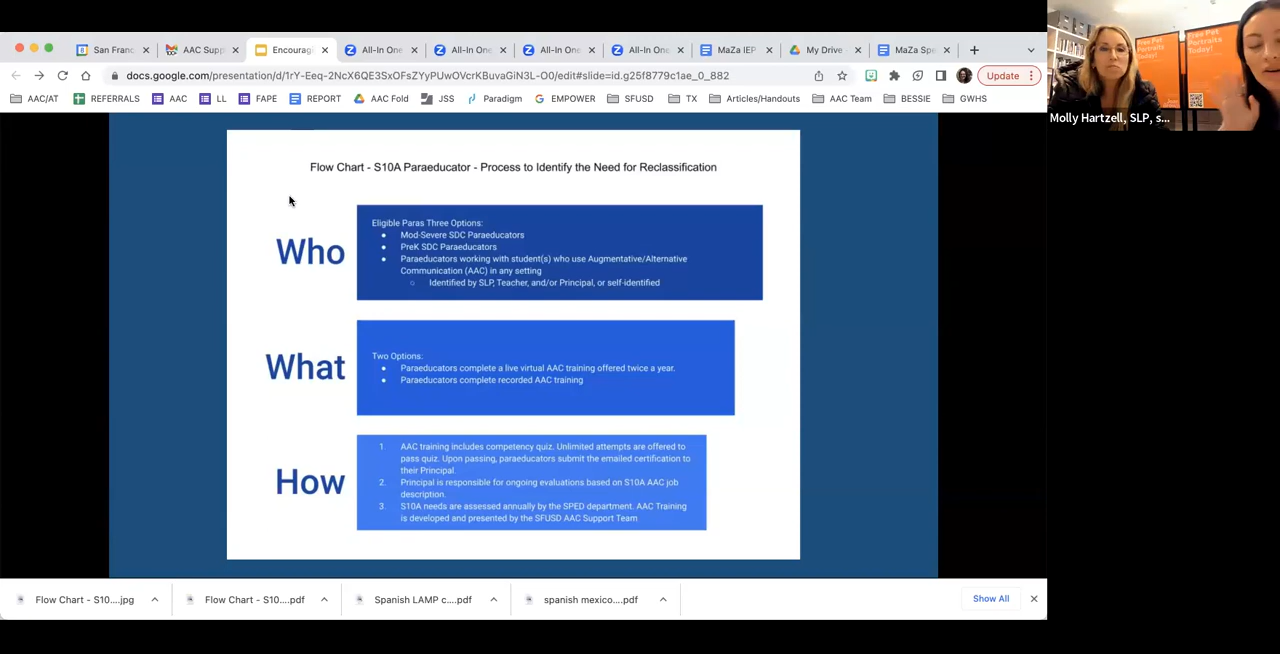 San Franc
AAC Supp
Encouragi
All-In One
All-In One
All-In One
All-In One
MaZa IEP
My Drive
MaZa Spe
docs.google.com/presentation/d/1rY-Eeq-2NcX6QE3SxOFsZYyPUwOVcrKBuvaGiN3L-O0/edit#slide=id.g25f8779c1ae_0_882
Update
AAC/AT
REFERRALS
AAC
LL
FAPE
REPORT
AAC Fold
JSS
Paradigm
EMPOWER
SFUSD
TX
Articles/Handouts
AAC Team
BESSIE
GWHS
Flow Chart - S10A Paraeducator - Process to Identify the Need for Reclassification
Who
Eligible Paras Three Options:
● Mod-Severe SDC Paraeducators
● PreK SDC Paraeducators
● Paraeducators working with student(s) who use Augmentative/Alternative
Communication (AAC) in any setting
○ Identified by SLP, Teacher, and/or Principal, or self-identified
What
Two Options:
● Paraeducators complete a live virtual AAC training offered twice a year.
● Paraeducators complete recorded AAC training
How
1. AAC training includes competency quiz. Unlimited attempts are offered to
pass quiz. Upon passing, paraeducators submit the emailed certification to
their Principal.
2. Principal is responsible for ongoing evaluations based on S10A AAC job
description.
3. S10A needs are assessed annually by the SPED department. AAC Training
is developed and presented by the SFUSD AAC Support Team
Flow Chart - S10....jpg
Flow Chart - S10....pdf
Spanish LAMP c....pdf
spanish mexico....pdf
Show All
Free Pet
Portraits
Today!
Free Pet
Portraits
Today!
Molly Hartzell, SLP, s...